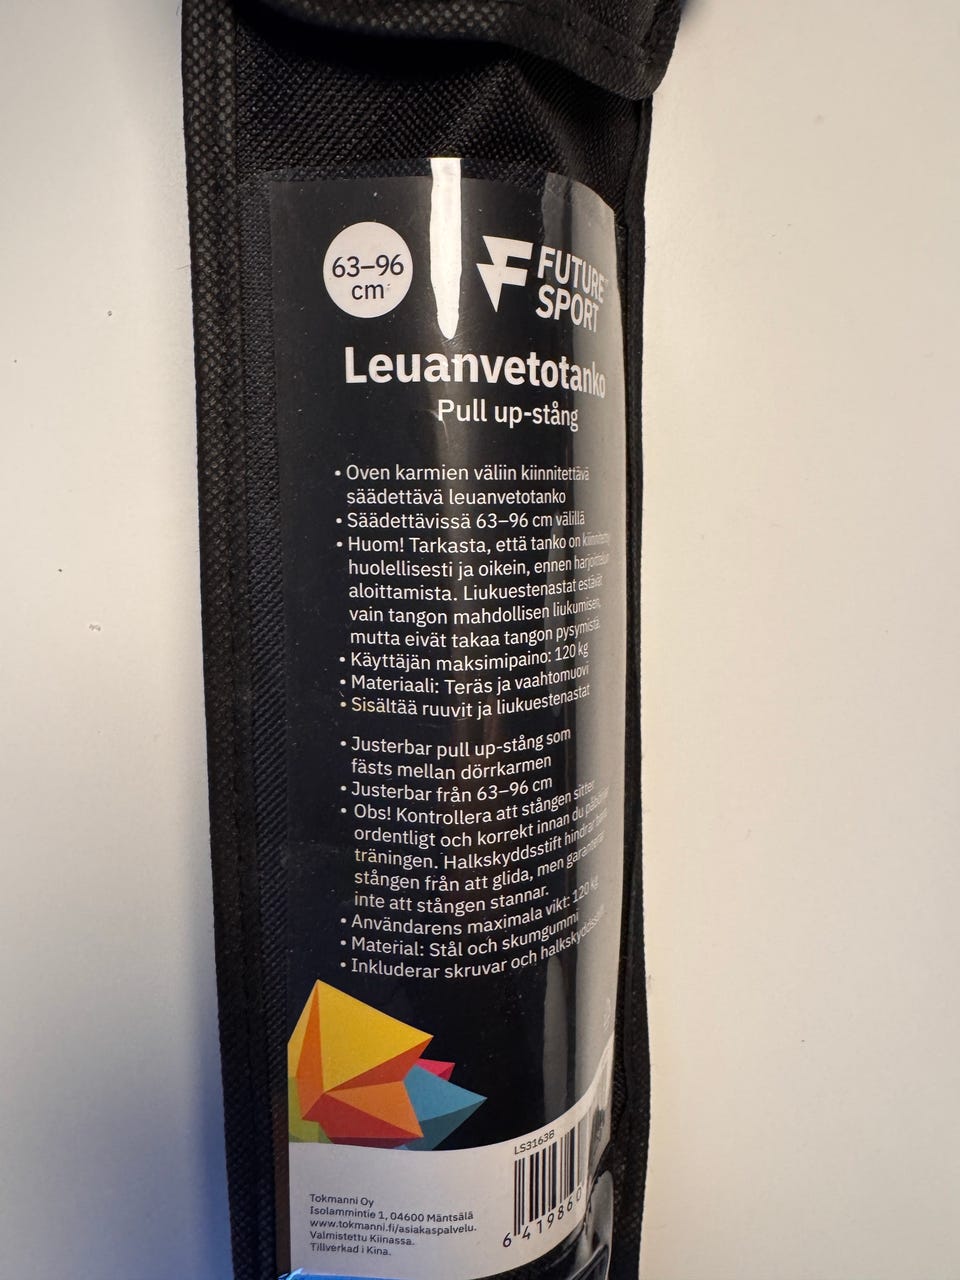 63–96
cm
FUTURE
SPORT
Leuanvetotanko
Pull up-stång
• Oven karmien väliin kiinnitettävä
säädettävä leuanvetotanko
• Säädettävissä 63–96 cm välillä
• Huom! Tarkasta, että tanko on
huolellisesti ja oikein, ennen harjoittelun
aloittamista. Liukuestenastat estävät
vain tangon mahdollisen liukumisen,
mutta eivät takaa tangon pysymistä.
• Käyttäjän maksimipaino: 120 kg
• Materiaali: Teräs ja vaahtomuovi
• Sisältää ruuvit ja liukuestenastat
• Justerbar pull up-stång som
fästs mellan dörrkarmen
• Justerbar från 63–96 cm
• Obs! Kontrollera att stången sitter
ordentligt och korrekt innan du påbörjar
träningen. Halkskyddsstift hindrar bara
stången från att glida, men garanterar
inte att stången stannar.
• Användarens maximala vikt: 120 kg
• Material: Stål och skumgummi
• Inkluderar skruvar och halkskyddsstift
LS3163B
Tokmanni Oy
Isolammintie 1, 04600 Mäntsälä
www.tokmanni.fi/asiakaspalvelu.
Valmistettu Kiinassa.
Tillverkad i Kina.
6 419860